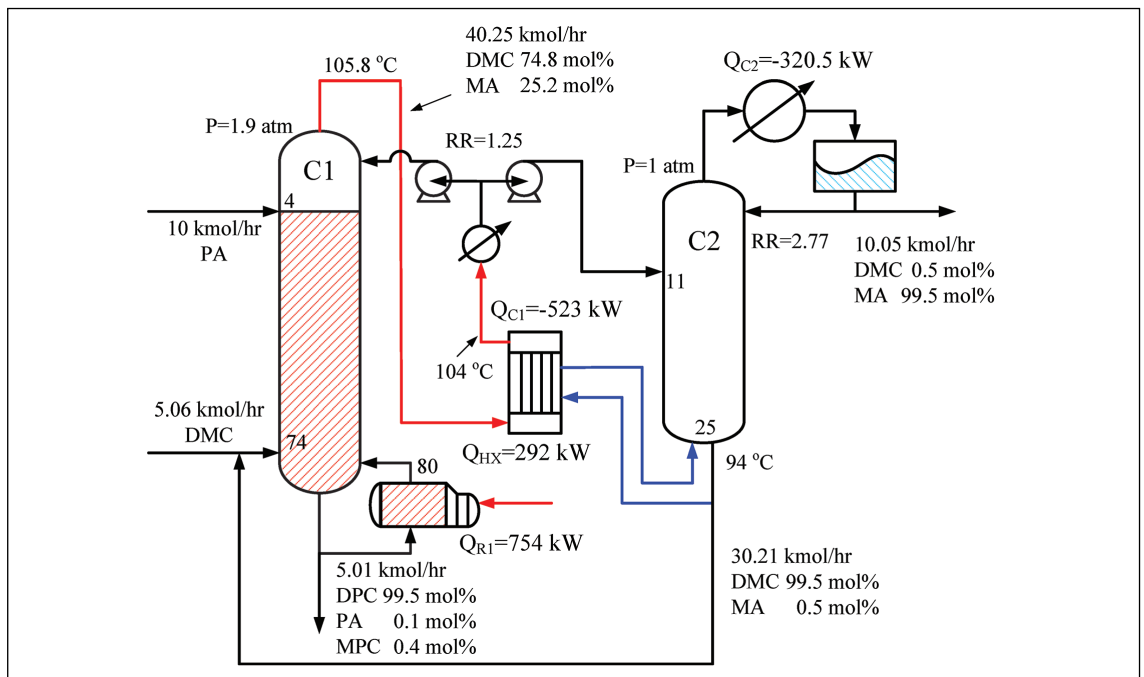 40.25 kmol/hr
DMC 74.8 mol%
MA 25.2 mol%
105.8 °C
Q_C2=-320.5 kW
P=1.9 atm
RR=1.25
C1
P=1 atm
4
10 kmol/hr
PA
C2
RR=2.77
10.05 kmol/hr
DMC 0.5 mol%
MA 99.5 mol%
11
Q_C1=-523 kW
104 °C
5.06 kmol/hr
DMC
74
25
94 °C
Q_HX=292 kW
80
Q_R1=754 kW
5.01 kmol/hr
DPC 99.5 mol%
PA 0.1 mol%
MPC 0.4 mol%
30.21 kmol/hr
DMC 99.5 mol%
MA 0.5 mol%